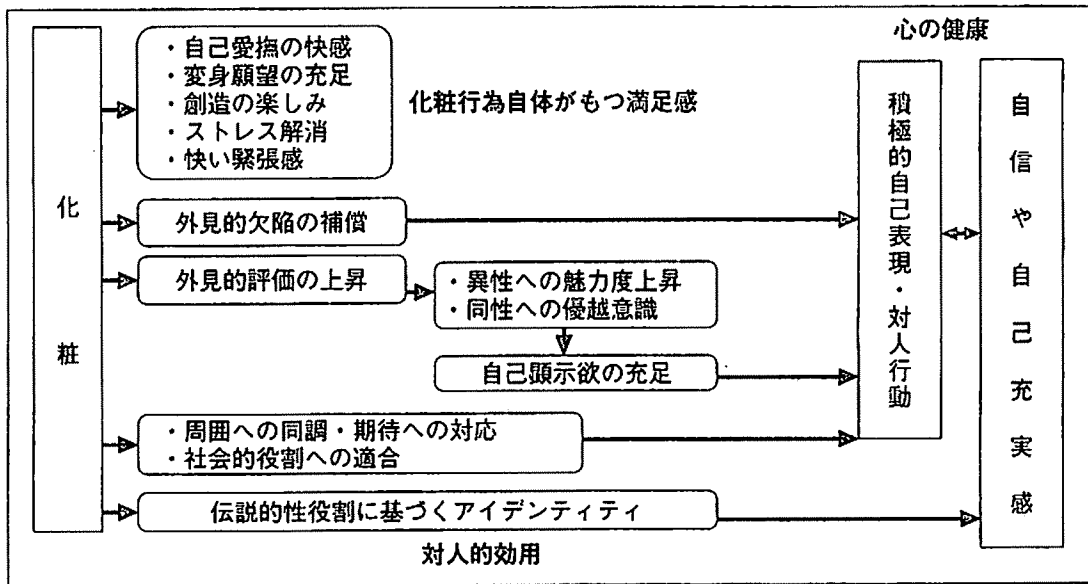 心の健康
化粧
・自己愛撫の快感
・変身願望の充足
・創造の楽しみ
・ストレス解消
・快い緊張感
化粧行為自体がもつ満足感
外見的欠陥の補償
外見的評価の上昇
・異性への魅力度上昇
・同性への優越意識
自己顕示欲の充足
・周囲への同調・期待への対応
・社会的役割への適合
伝説的性役割に基づくアイデンティティ
対人的効用
積極的自己表現・対人行動
自信や自己充実感